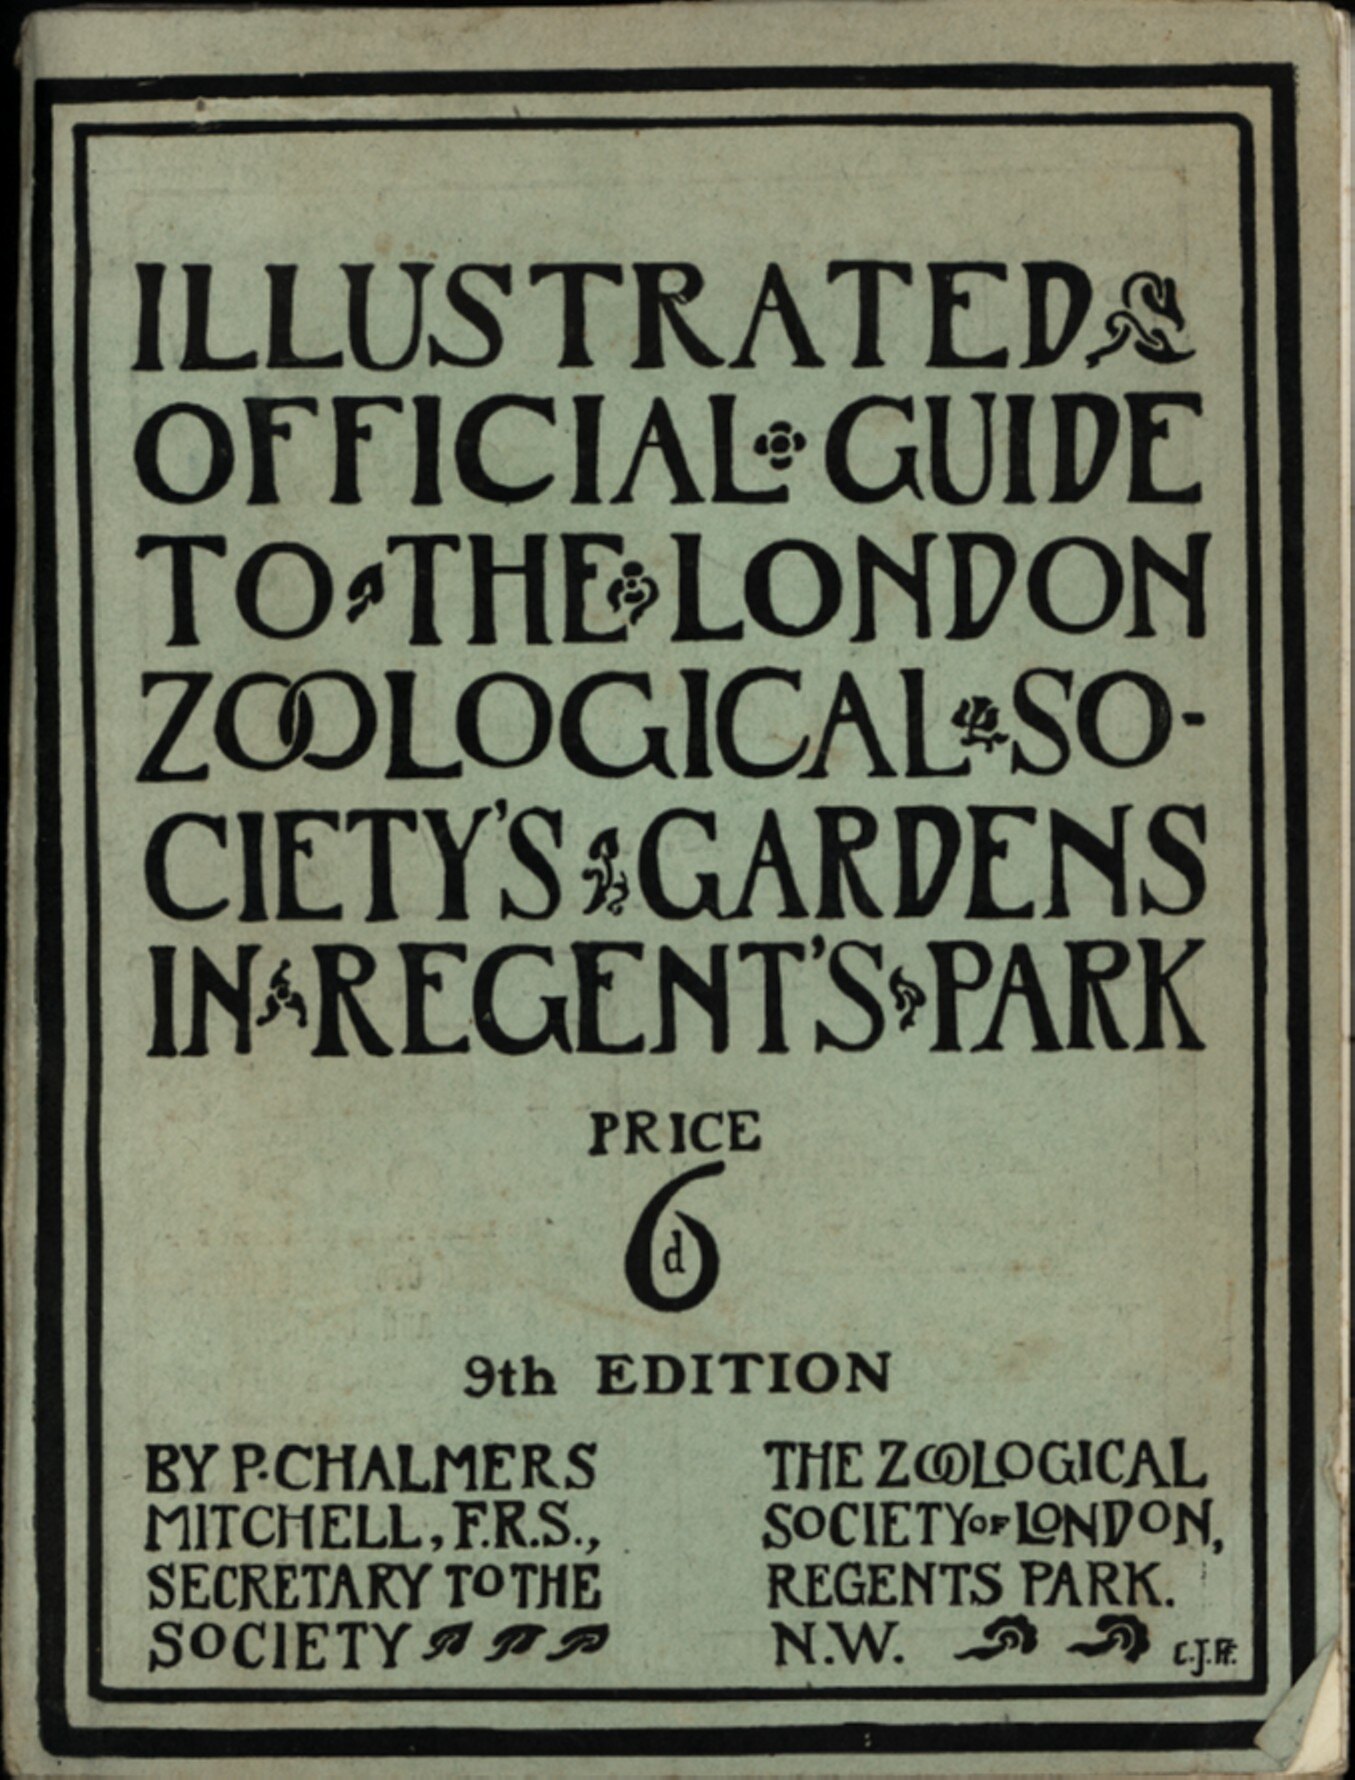 ILLUSTRATED
OFFICIAL GUIDE
TO THE LONDON
ZOOLOGICAL SO-
CIETY'S GARDENS
IN REGENT'S PARK
PRICE
6d
9th EDITION
BY P. CHALMERS
MITCHELL, F.R.S.,
SECRETARY TO THE
SOCIETY
THE ZOOLOGICAL
SOCIETY OF LONDON,
REGENTS PARK.
N.W.